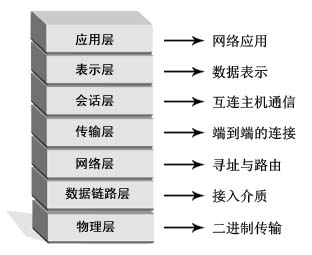 应用层 网络应用
表示层 数据表示
会话层 互连主机通信
传输层 端到端的连接
网络层 寻址与路由
数据链路层 接入介质
物理层 二进制传输